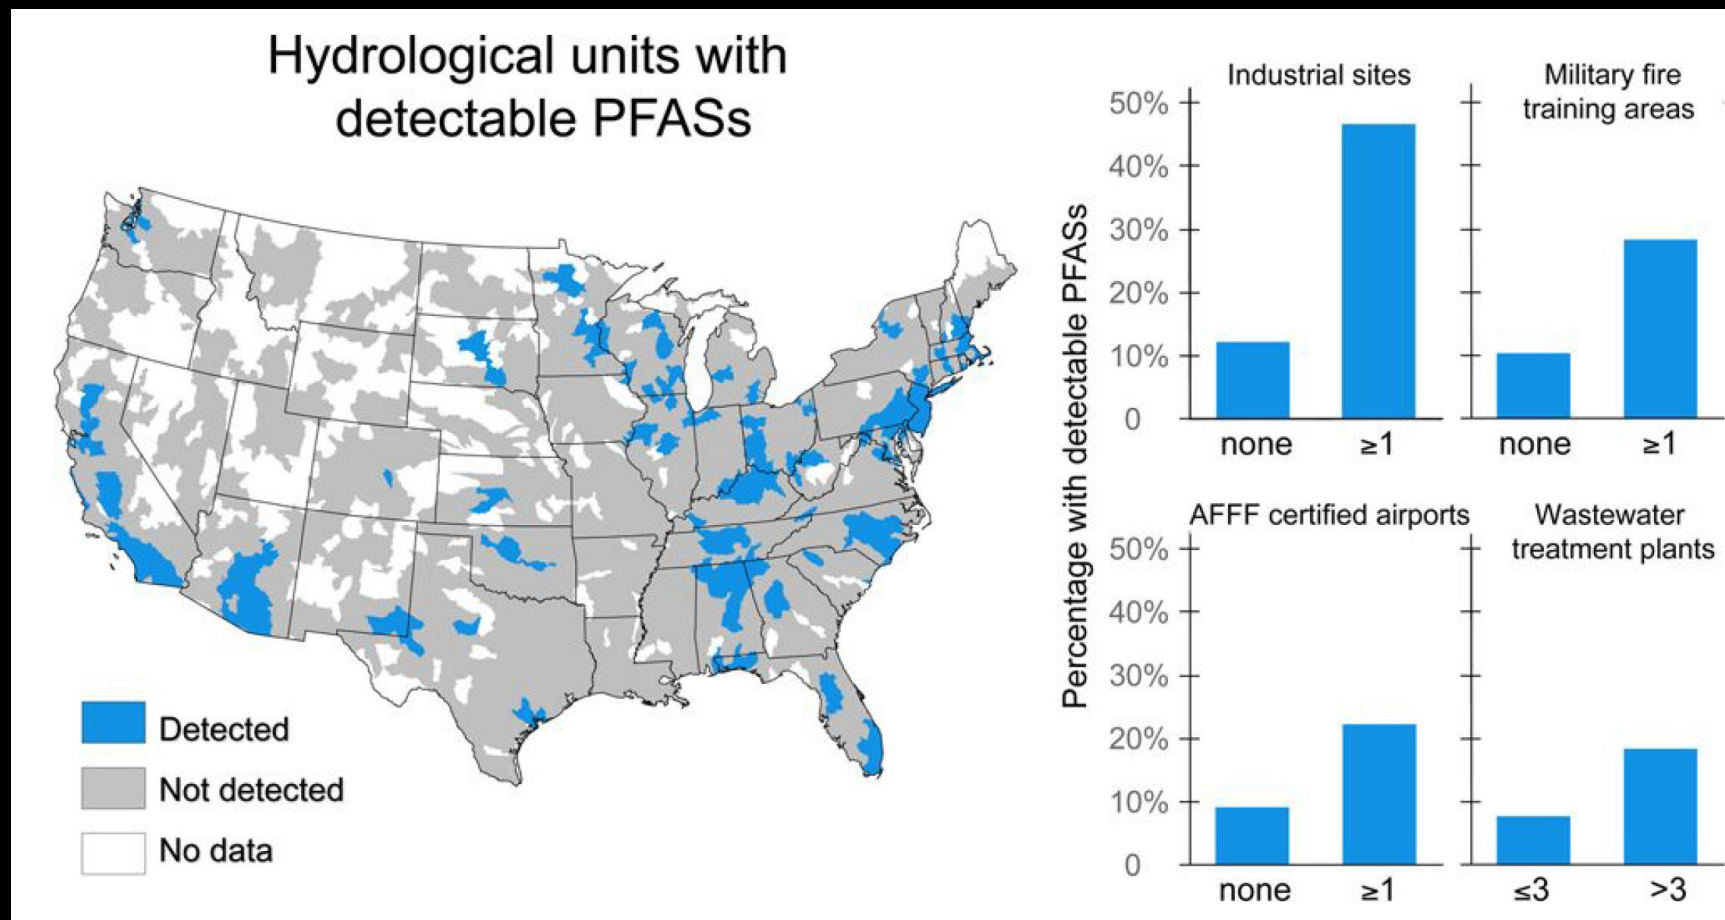 Hydrological units with
detectable PFASs
Detected
Not detected
No data
Percentage with detectable PFASs
Industrial sites
50%
40%
30%
20%
10%
0
none
≥1
Military fire
training areas
none
≥1
AFFF certified airports
50%
40%
30%
20%
10%
0
none
≥1
Wastewater
treatment plants
≤3
>3